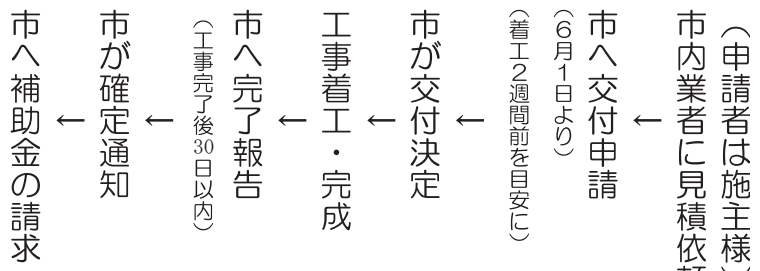 （申請者は施主様）
市内業者に見積依頼
↓
市へ交付申請
（６月１日より）
（着工２週間前を目安に）
↓
市が交付決定
↓
工事着工・完成
↓
市へ完了報告
（工事完了後30日以内）
↓
市が確定通知
↓
市へ補助金の請求